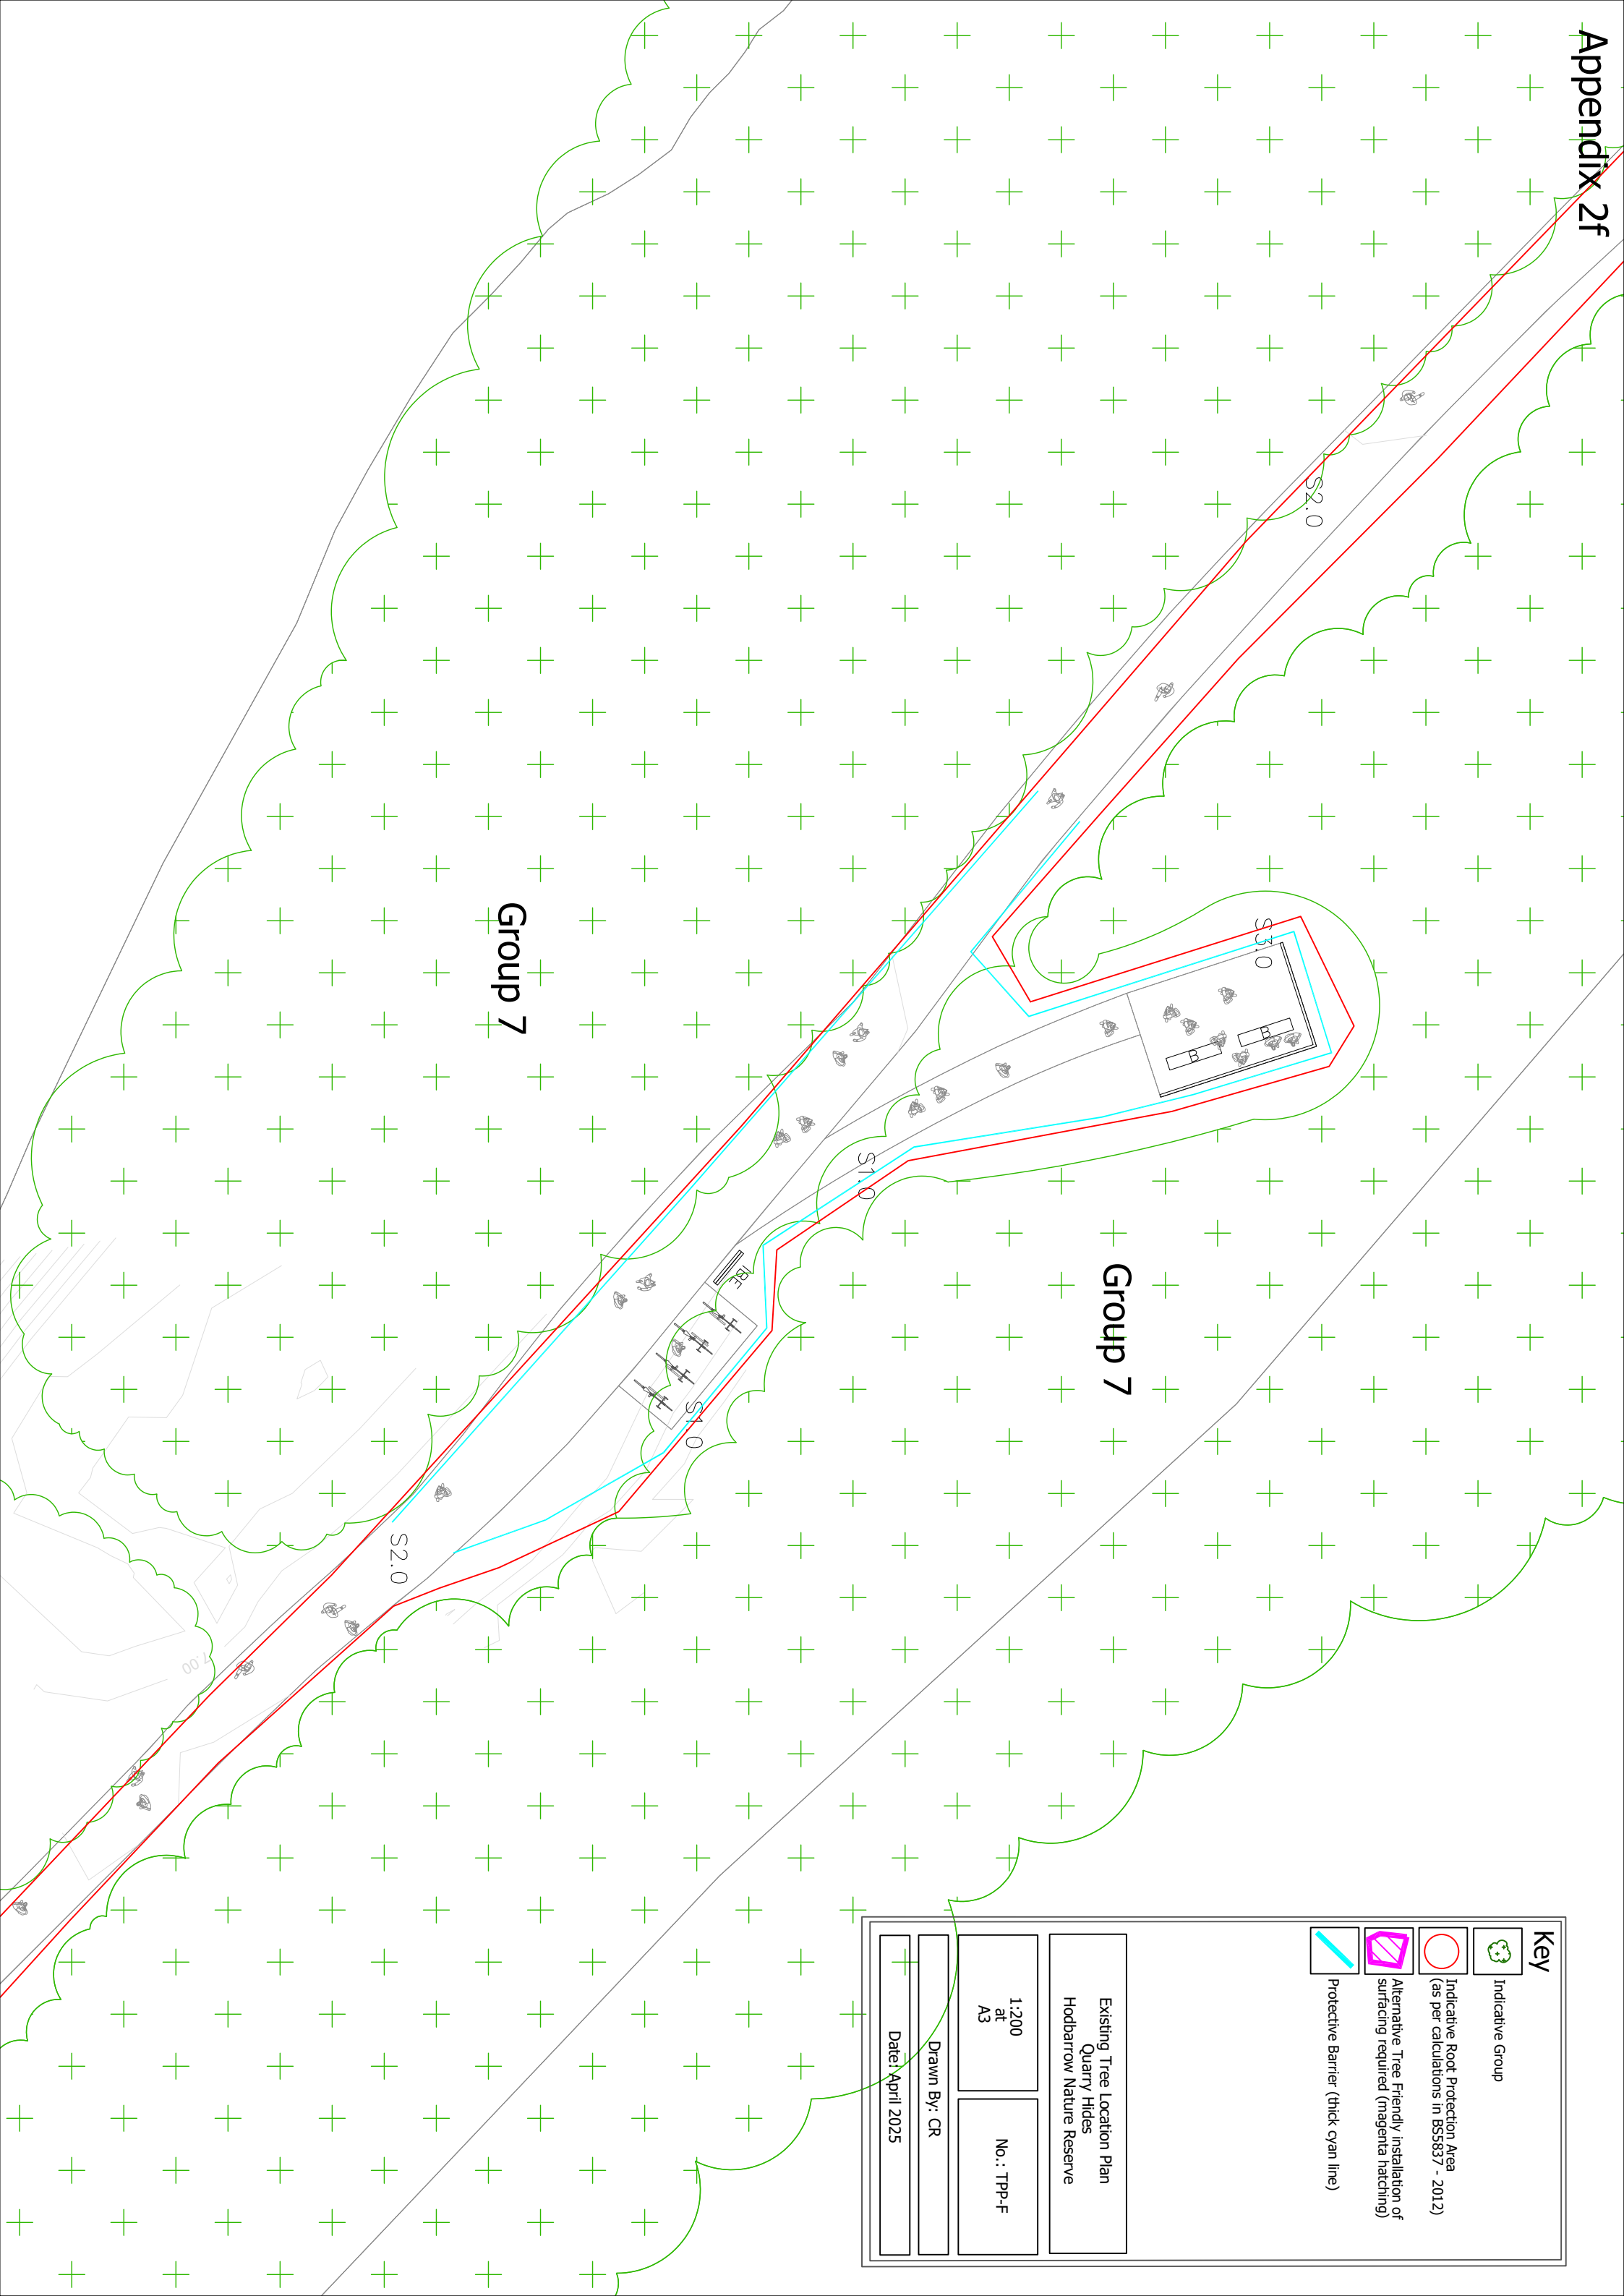 Appendix 2f
S2.0
S3.0
B
B
Group 7
S1.0
Group 7
IBE
S1.0
S2.0
7.00
Key
Indicative Group
Indicative Root Protection Area
(as per calculations in BS5837 - 2012)
Alternative Tree Friendly installation of
surfacing required (magenta hatching)
Protective Barrier (thick cyan line)
Existing Tree Location Plan
Quarry Hides
Hodbarrow Nature Reserve
1:200
at
A3
No.: TPP-F
Drawn By: CR
Date: April 2025